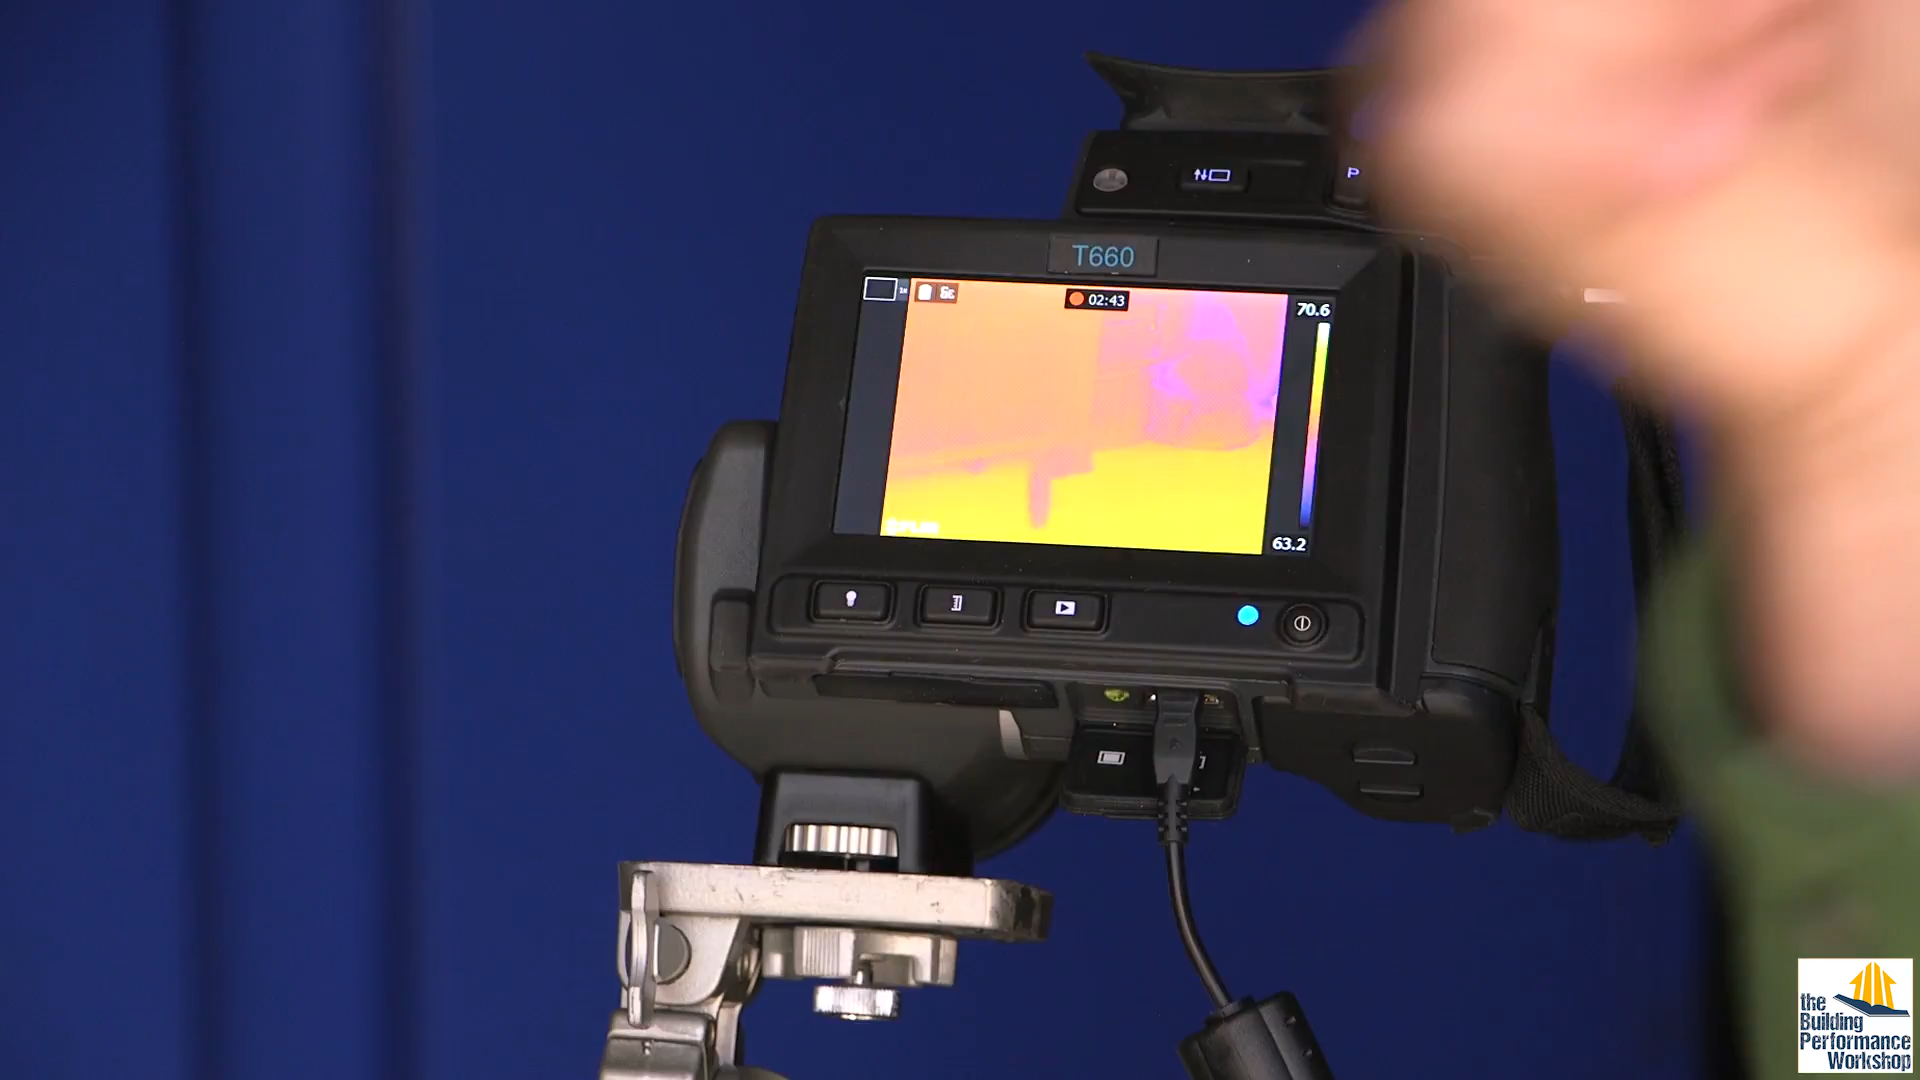 P
T660
02:43
70.6
63.2
the
Building
Performance
Workshop